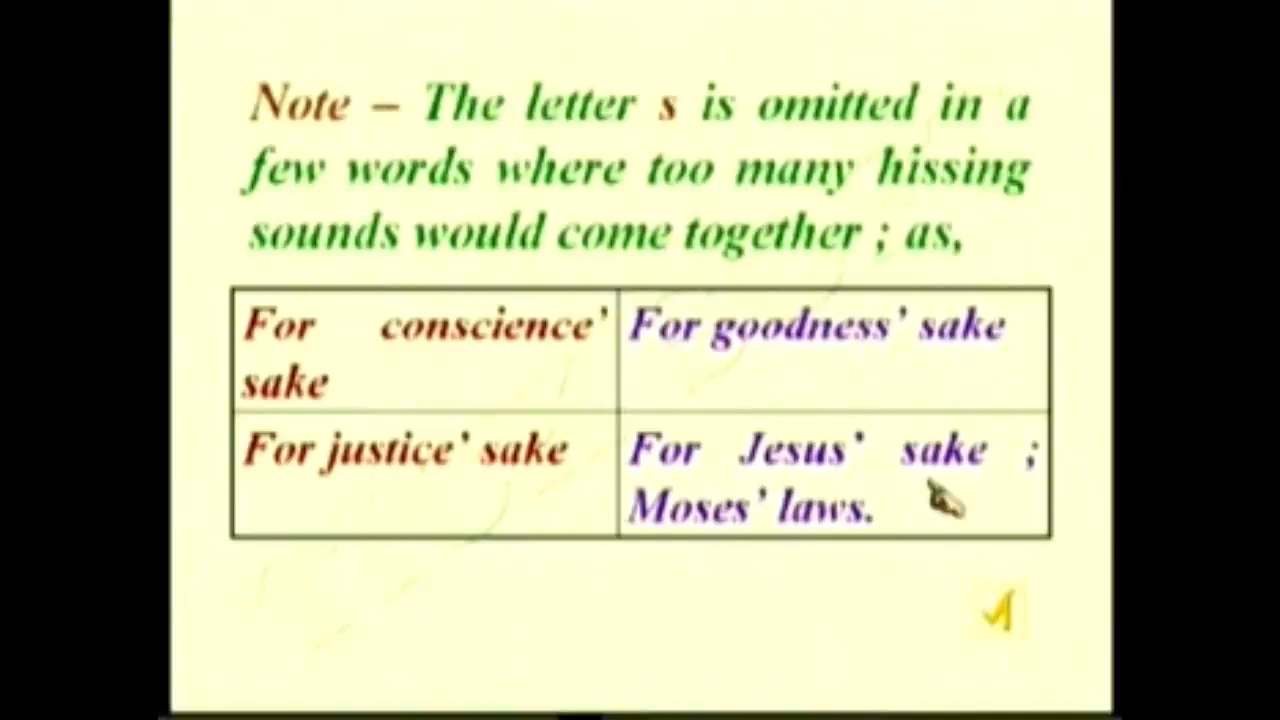 Note – The letter s is omitted in a
few words where too many hissing
sounds would come together ; as,
For conscience’
sake
For goodness’ sake
For justice’ sake
For Jesus’ sake ;
Moses’ laws.